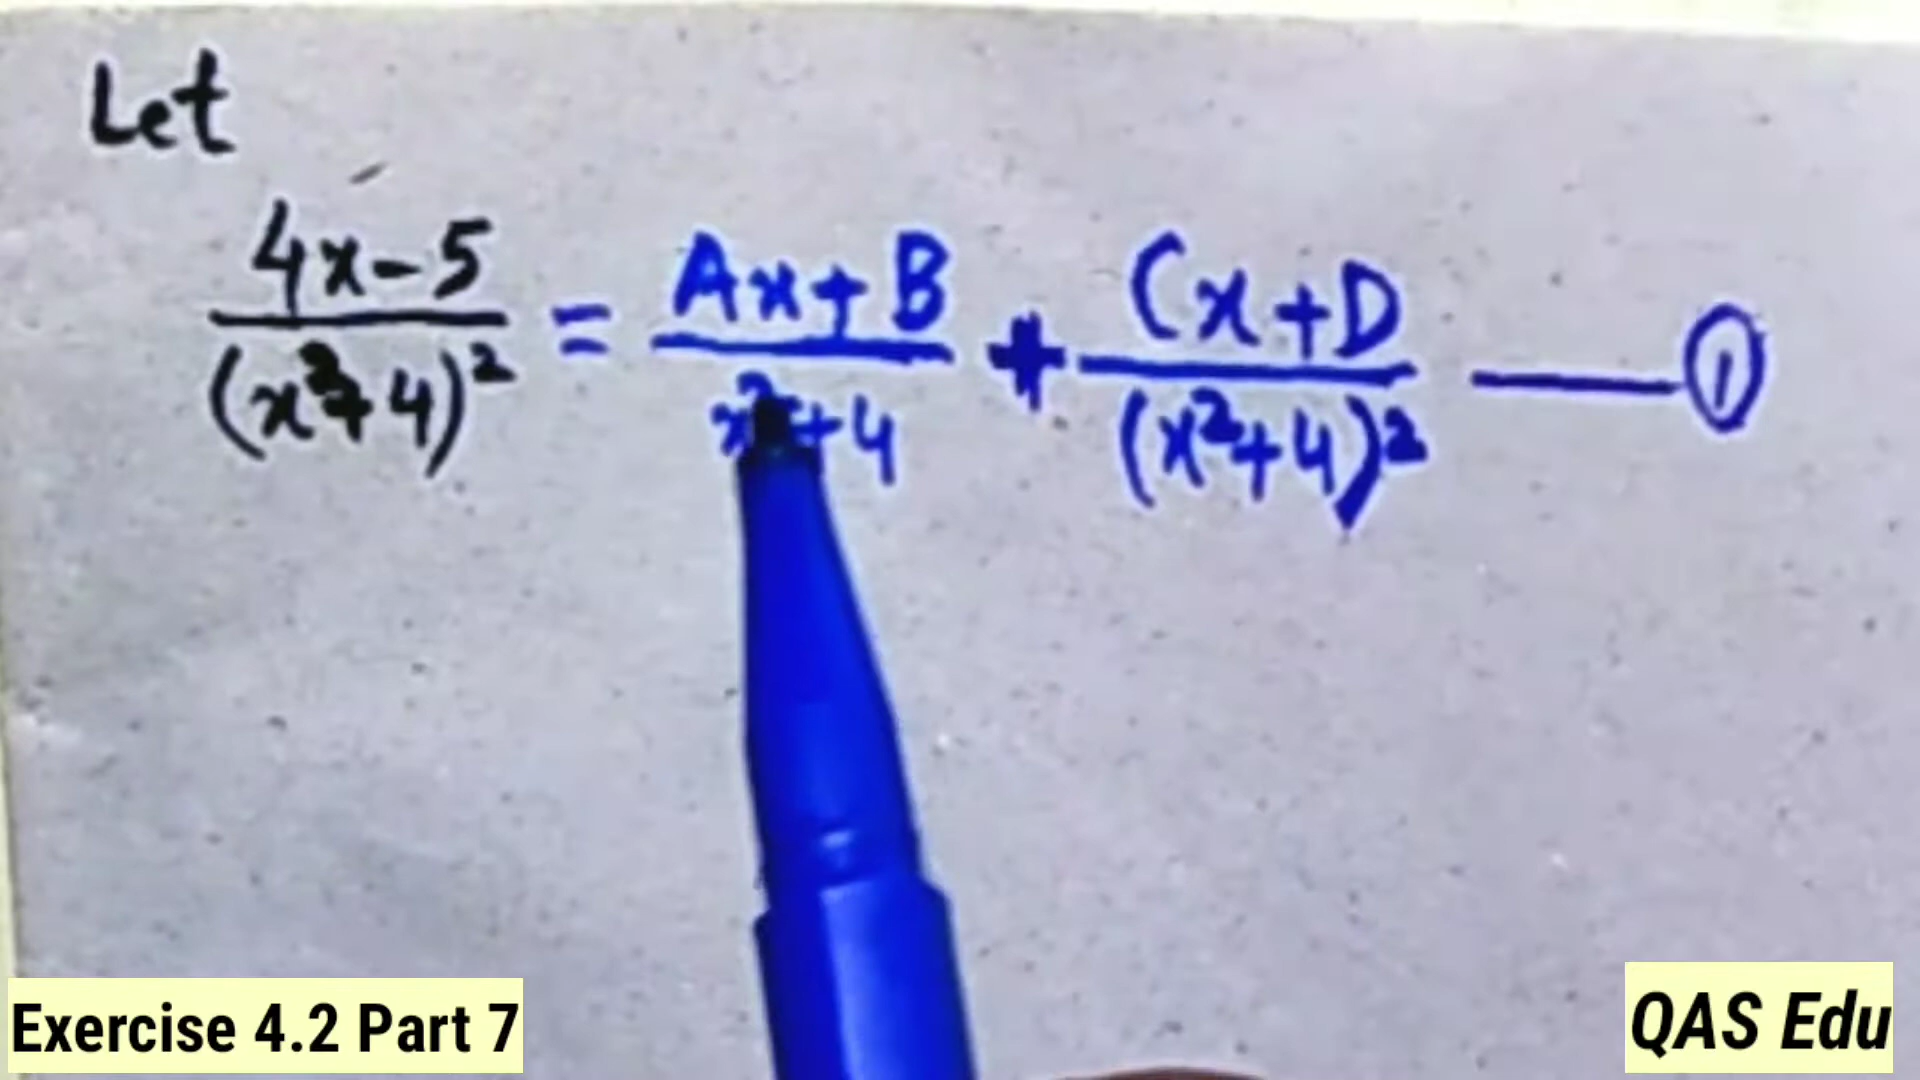 Let
4x-5/(x²+4)² = Ax+B/x²+4 + Cx+D/(x²+4)² —— ①
Exercise 4.2 Part 7
QAS Edu